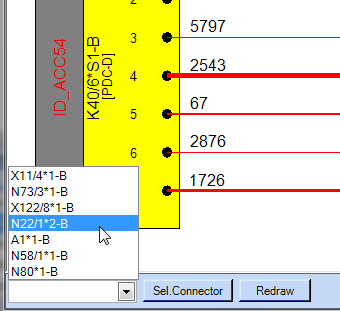 2
3
5797
4
2543
5
67
6
2876
1726
ID_ACC54
K40/6*S1-B
[PDC-D]
X11/4*1-B
N73/3*1-B
X122/8*1-B
N22/1*2-B
A1*1-B
N58/1*1-B
N80*1-B
Sel.Connector
Redraw